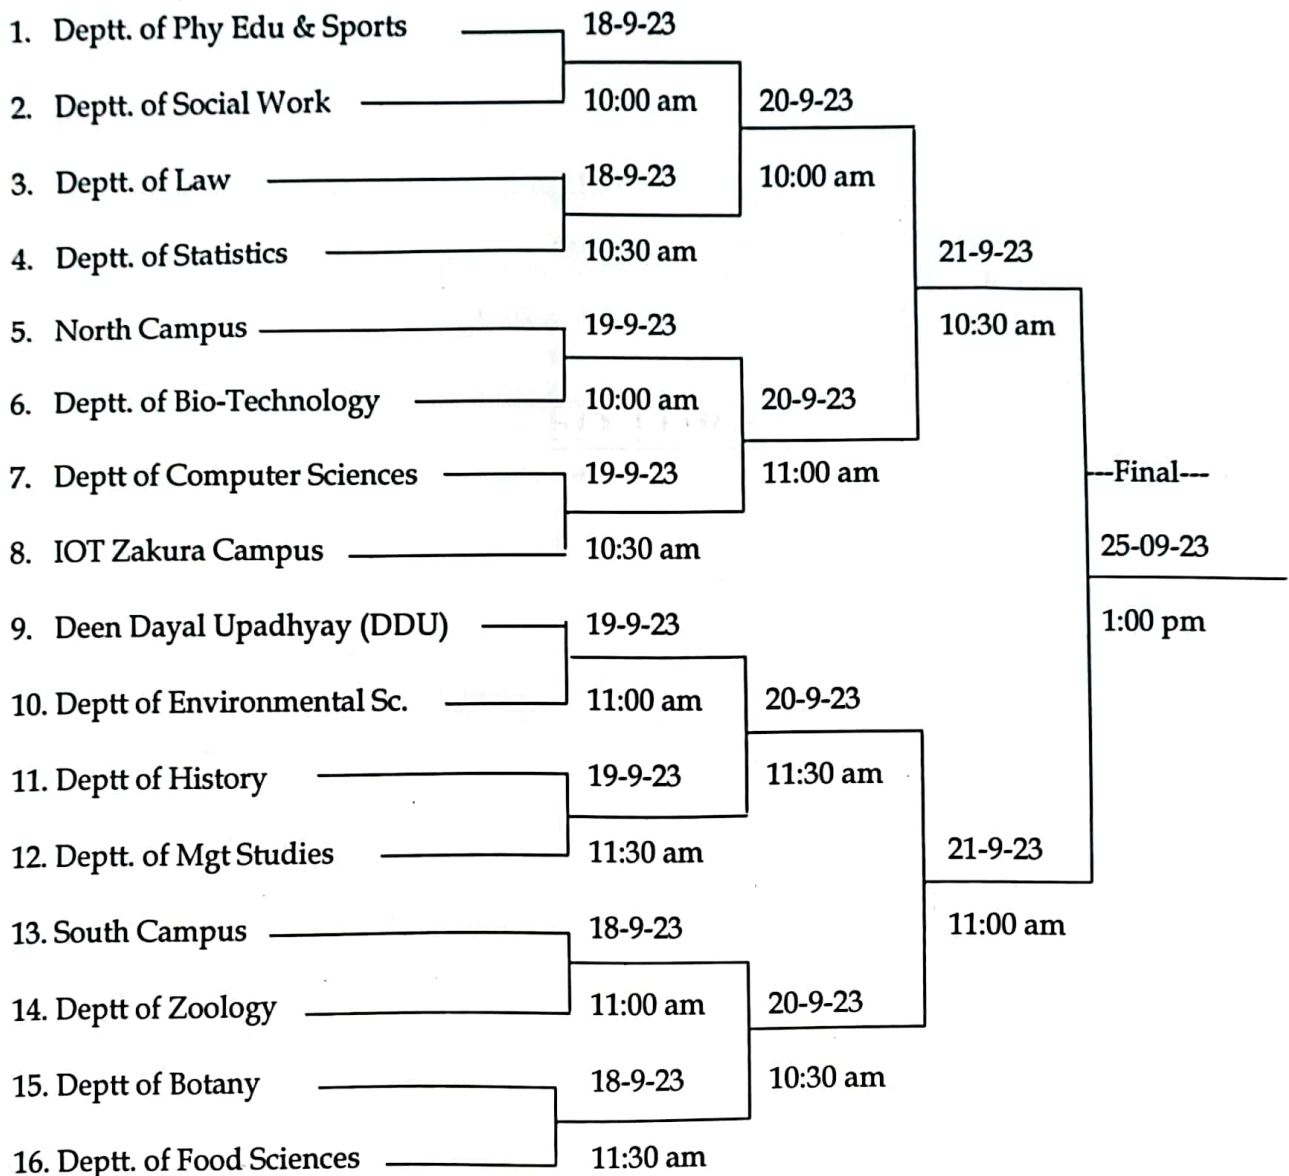 1. Deptt. of Phy Edu & Sports 18-9-23
2. Deptt. of Social Work 10:00 am 20-9-23
3. Deptt. of Law 18-9-23 10:00 am
4. Deptt. of Statistics 10:30 am 21-9-23
5. North Campus 19-9-23 10:30 am
6. Deptt. of Bio-Technology 10:00 am 20-9-23
7. Deptt of Computer Sciences 19-9-23 11:00 am ---Final---
8. IOT Zakura Campus 10:30 am 25-09-23
9. Deen Dayal Upadhyay (DDU) 19-9-23 1:00 pm
10. Deptt of Environmental Sc. 11:00 am 20-9-23
11. Deptt of History 19-9-23 11:30 am
12. Deptt. of Mgt Studies 11:30 am 21-9-23
13. South Campus 18-9-23 11:00 am
14. Deptt of Zoology 11:00 am 20-9-23
15. Deptt of Botany 18-9-23 10:30 am
16. Deptt. of Food Sciences 11:30 am